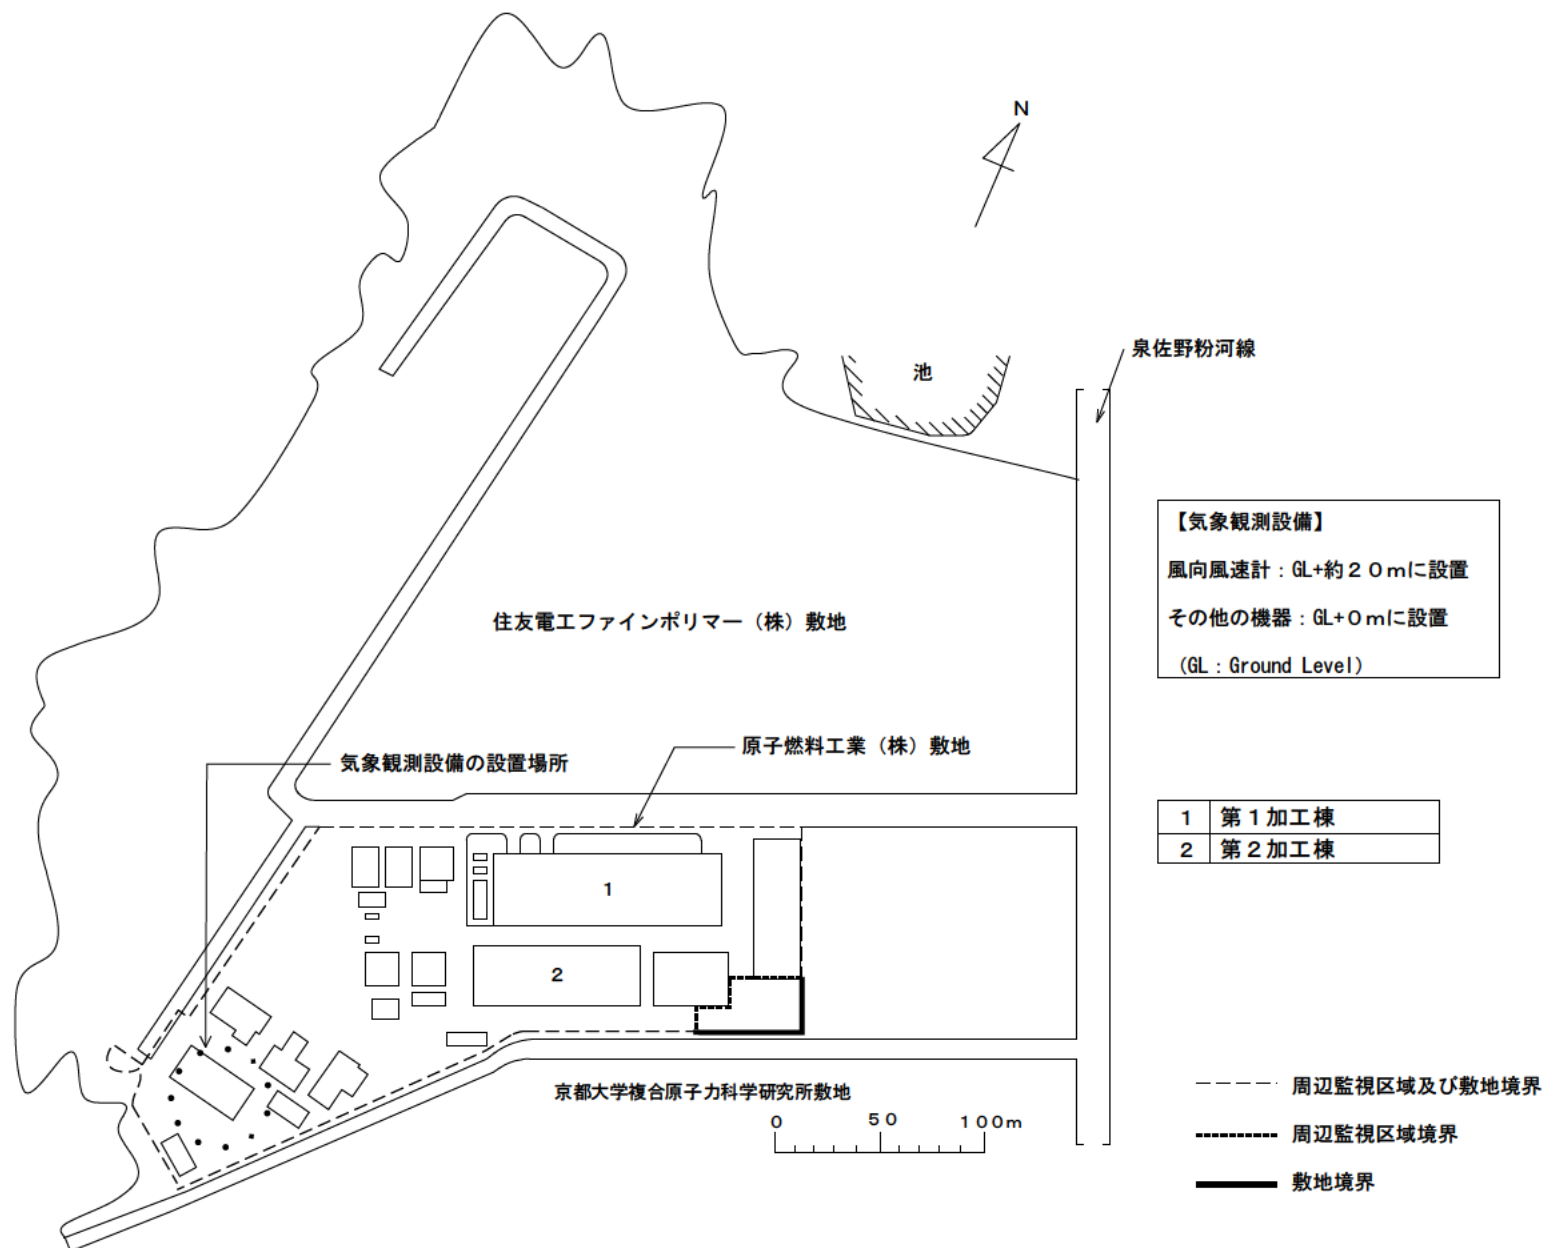 N
泉佐野粉河線
池
【気象観測設備】
風向風速計：GL+約２０ｍに設置
その他の機器：GL+０ｍに設置
（GL：Ground Level）
住友電工ファインポリマー（株）敷地
原子燃料工業（株）敷地
気象観測設備の設置場所
1 第１加工棟
2 第２加工棟
1
2
京都大学複合原子力科学研究所敷地
0 50 100m
周辺監視区域及び敷地境界
周辺監視区域境界
敷地境界